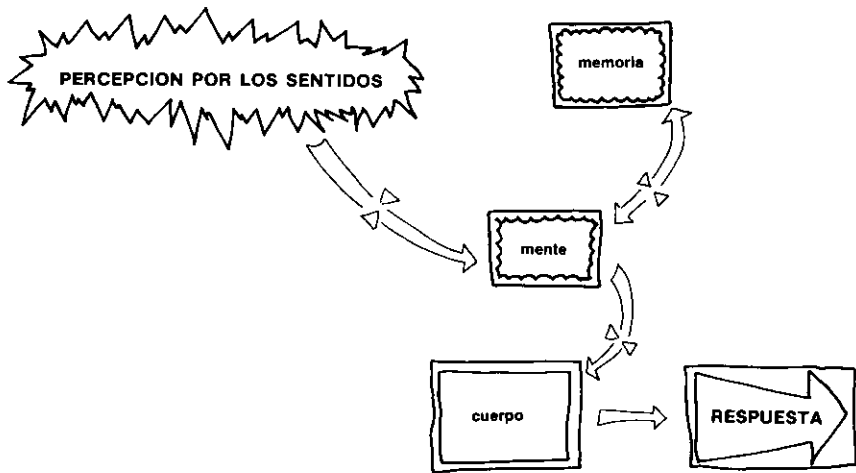 PERCEPCION POR LOS SENTIDOS
memoria
mente
cuerpo
RESPUESTA